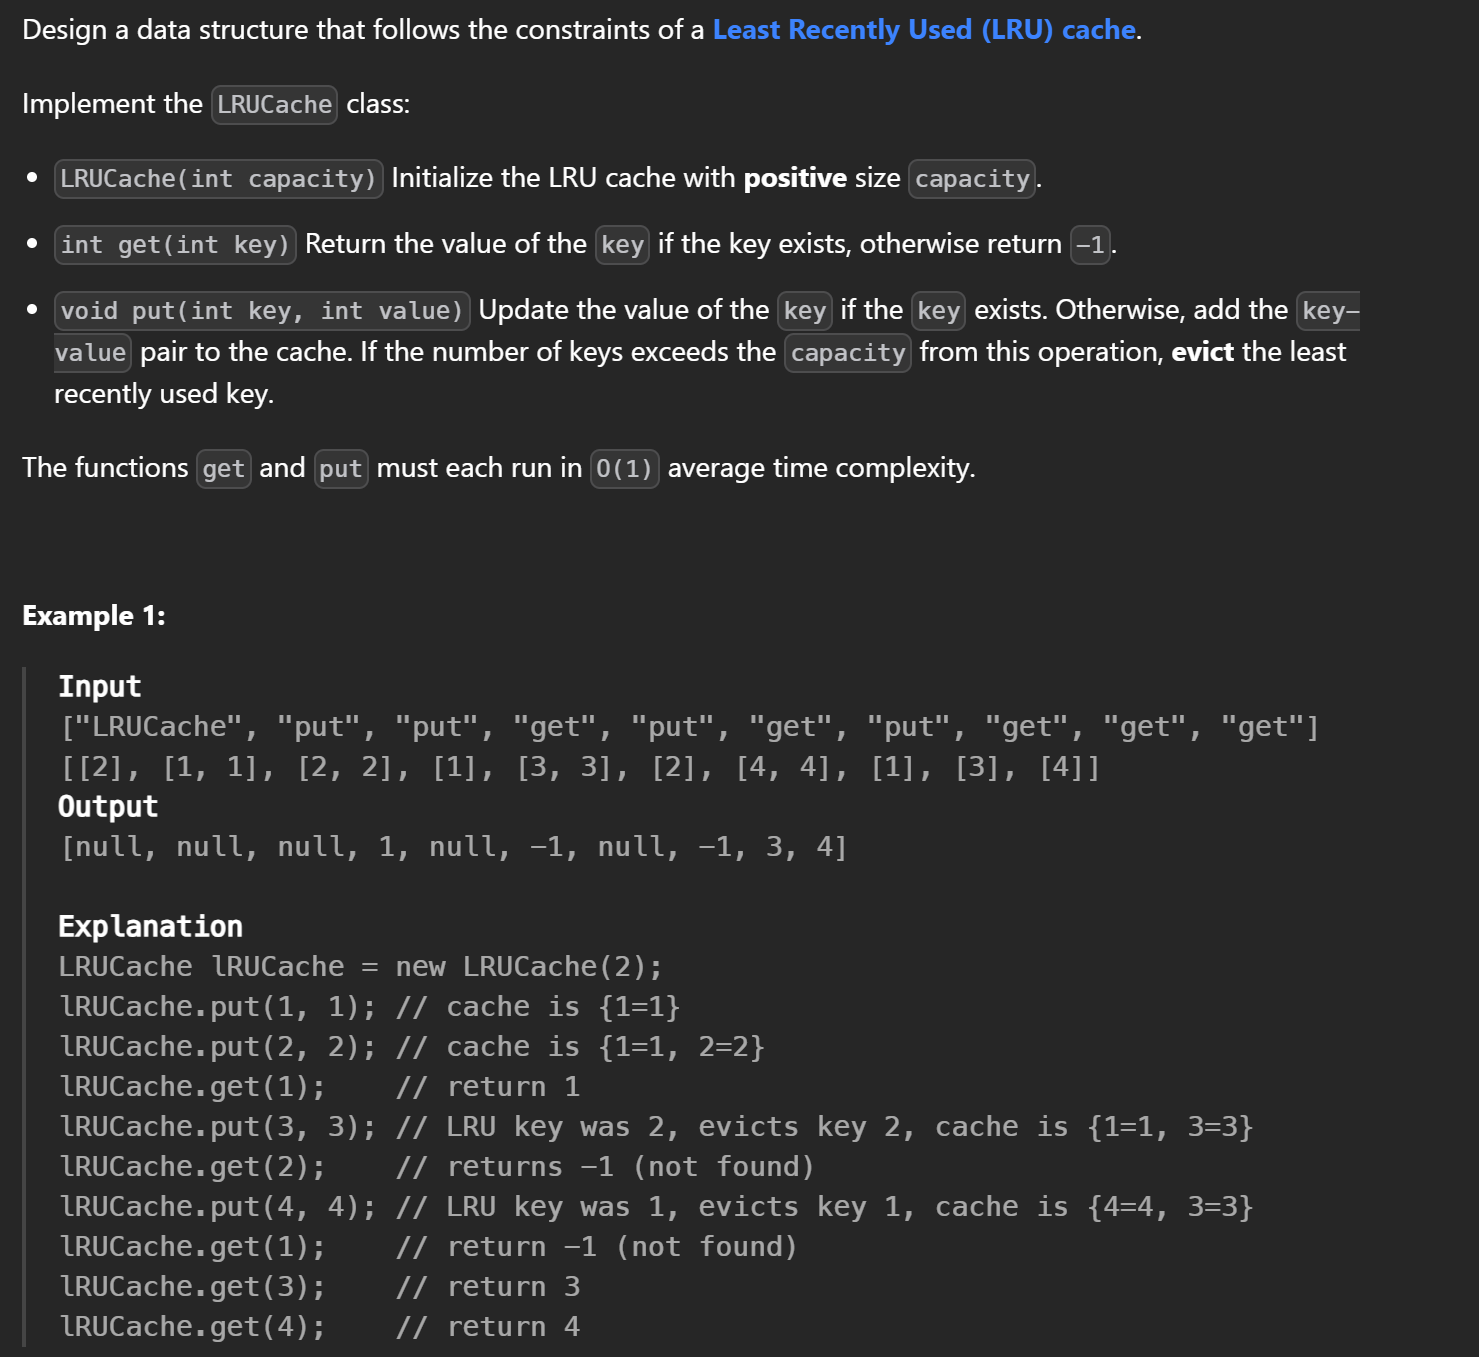 Design a data structure that follows the constraints of a Least Recently Used (LRU) cache.
Implement the LRUCache class:
• LRUCache(int capacity) Initialize the LRU cache with positive size capacity.
• int get(int key) Return the value of the key if the key exists, otherwise return -1.
• void put(int key, int value) Update the value of the key if the key exists. Otherwise, add the key-
value pair to the cache. If the number of keys exceeds the capacity from this operation, evict the least
recently used key.
The functions get and put must each run in O(1) average time complexity.
Example 1:
Input
["LRUCache", "put", "put", "get", "put", "get", "put", "get", "get", "get"]
[[2], [1, 1], [2, 2], [1], [3, 3], [2], [4, 4], [1], [3], [4]]
Output
[null, null, null, 1, null, -1, null, -1, 3, 4]
Explanation
LRUCache lRUCache = new LRUCache(2);
lRUCache.put(1, 1); // cache is {1=1}
lRUCache.put(2, 2); // cache is {1=1, 2=2}
lRUCache.get(1);    // return 1
lRUCache.put(3, 3); // LRU key was 2, evicts key 2, cache is {1=1, 3=3}
lRUCache.get(2);    // returns -1 (not found)
lRUCache.put(4, 4); // LRU key was 1, evicts key 1, cache is {4=4, 3=3}
lRUCache.get(1);    // return -1 (not found)
lRUCache.get(3);    // return 3
lRUCache.get(4);    // return 4